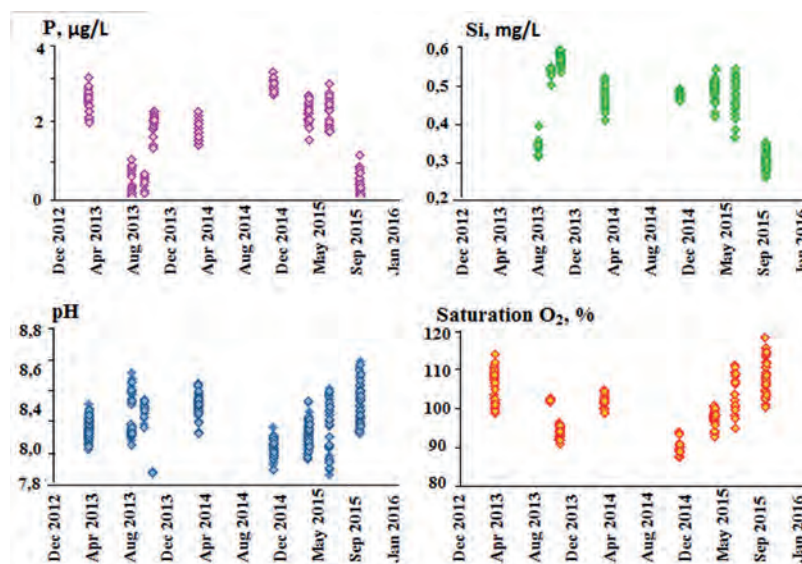 P, µg/L
4
2
0
Dec 2012
Apr 2013
Aug 2013
Dec 2013
Apr 2014
Aug 2014
Dec 2014
May 2015
Sep 2015
Jan 2016
Si, mg/L
0,6
0,5
0,4
0,3
0,2
Dec 2012
Apr 2013
Aug 2013
Dec 2013
Apr 2014
Aug 2014
Dec 2014
May 2015
Sep 2015
Jan 2016
pH
8,8
8,6
8,4
8,0
7,8
Dec 2012
Apr 2013
Aug 2013
Dec 2013
Apr 2014
Aug 2014
Dec 2014
May 2015
Sep 2015
Jan 2016
Saturation O₂, %
120
110
100
90
80
Dec 2012
Apr 2013
Aug 2013
Dec 2013
Apr 2014
Aug 2014
Dec 2014
May 2015
Sep 2015
Jan 2016